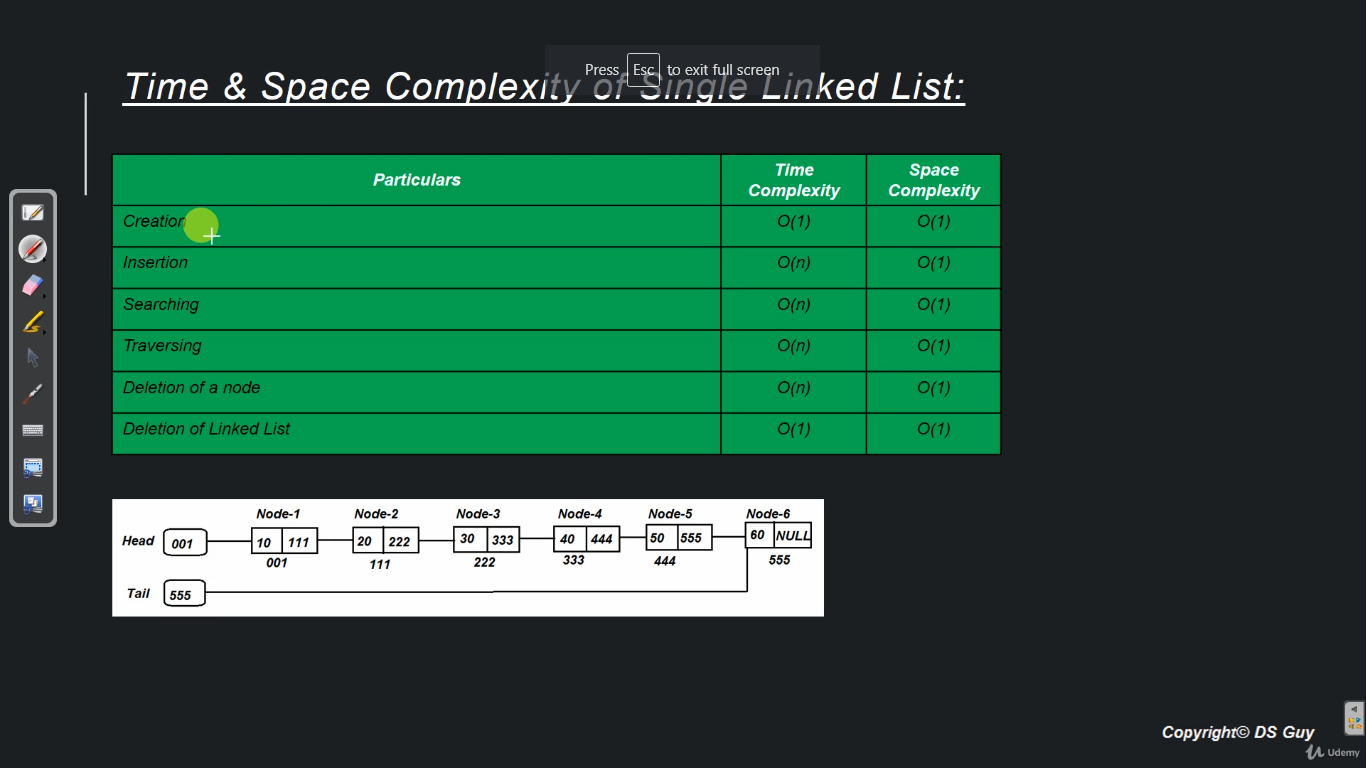 Press Esc to exit full screen
Time & Space Complexity of Single Linked List:
Particulars Time Complexity Space Complexity
Creation O(1) O(1)
Insertion O(n) O(1)
Searching O(n) O(1)
Traversing O(n) O(1)
Deletion of a node O(n) O(1)
Deletion of Linked List O(1) O(1)
Node-1 Node-2 Node-3 Node-4 Node-5 Node-6
Head 001 10 111 20 222 30 333 40 444 50 555 60 NULL
001 111 222 333 444 555
Tail 555
Copyright© DS Guy
Udemy